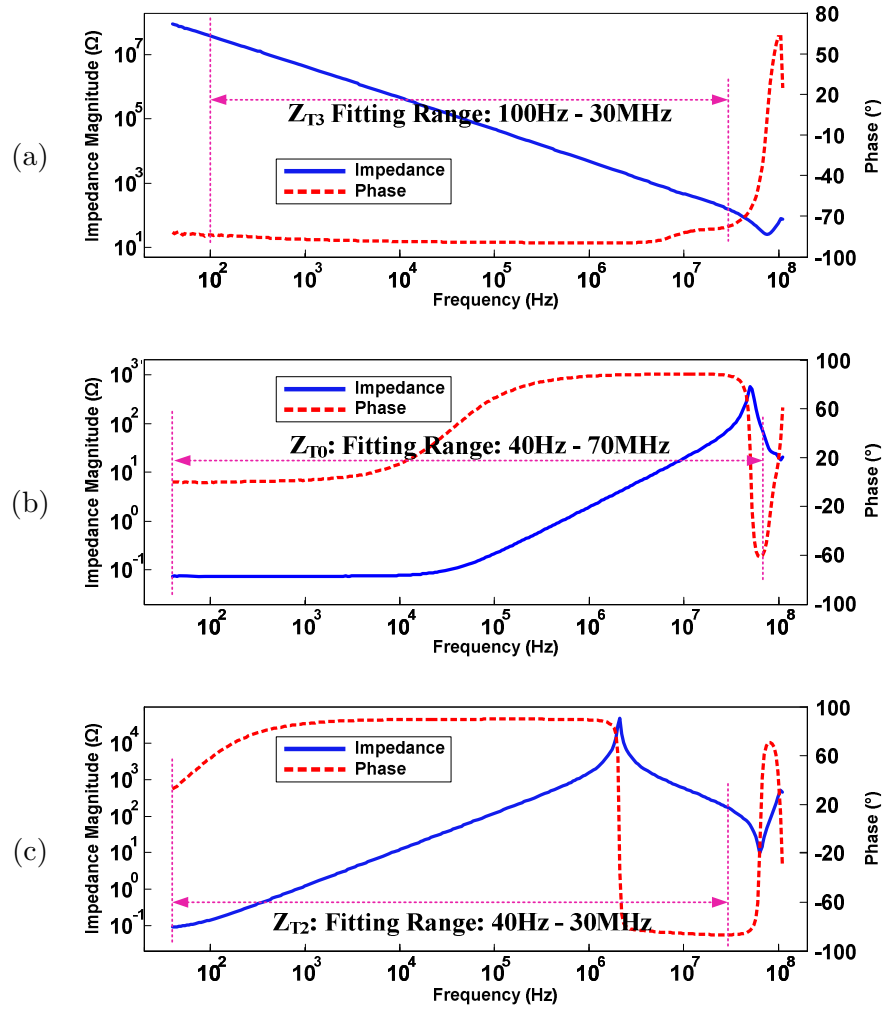 (a)
Impedance Magnitude (Ω)
10^7
10^5
10^3
10^1
80
60
20
-20
-40
-80
-100
Phase (°)
Z_T3 Fitting Range: 100Hz - 30MHz
Impedance
Phase
10^2 10^3 10^4 10^5 10^6 10^7 10^8
Frequency (Hz)
(b)
Impedance Magnitude (Ω)
10^3
10^2
10^1
10^0
10^-1
100
60
20
-20
-60
-100
Phase (°)
Impedance
Phase
Z_T0: Fitting Range: 40Hz - 70MHz
10^2 10^3 10^4 10^5 10^6 10^7 10^8
Frequency (Hz)
(c)
Impedance Magnitude (Ω)
10^4
10^3
10^2
10^1
10^0
10^-1
100
60
20
-20
-60
-100
Phase (°)
Impedance
Phase
Z_T2: Fitting Range: 40Hz - 30MHz
10^2 10^3 10^4 10^5 10^6 10^7 10^8
Frequency (Hz)